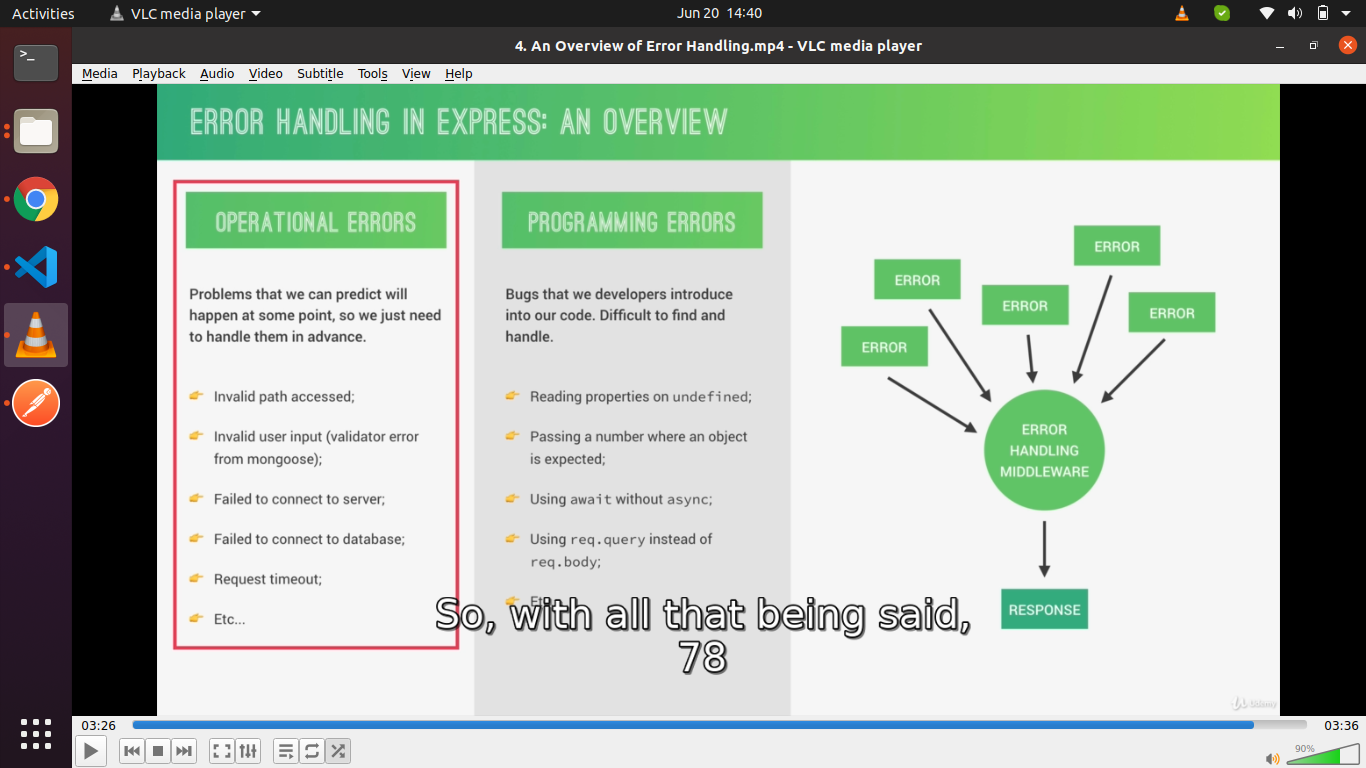 Activities
VLC media player
Jun 20 14:40
4. An Overview of Error Handling.mp4 - VLC media player
Media Playback Audio Video Subtitle Tools View Help
ERROR HANDLING IN EXPRESS: AN OVERVIEW
OPERATIONAL ERRORS
Problems that we can predict will
happen at some point, so we just need
to handle them in advance.
Invalid path accessed;
Invalid user input (validator error
from mongoose);
Failed to connect to server;
Failed to connect to database;
Request timeout;
Etc...
PROGRAMMING ERRORS
Bugs that we developers introduce
into our code. Difficult to find and
handle.
Reading properties on undefined;
Passing a number where an object
is expected;
Using await without async;
Using req.query instead of
req.body;
ERROR
ERROR
ERROR
ERROR
ERROR
ERROR
HANDLING
MIDDLEWARE
RESPONSE
So, with all that being said,
78
Udemy
03:26
03:36
90%